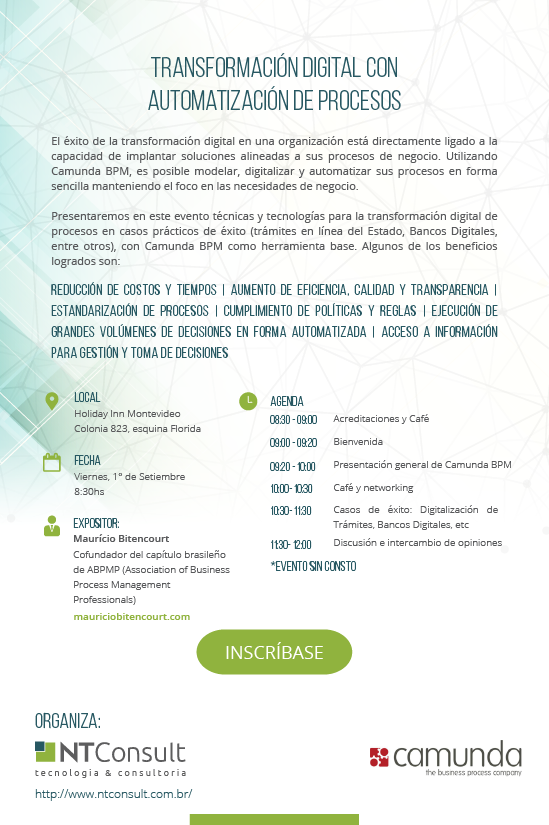 TRANSFORMACIÓN DIGITAL CON
AUTOMATIZACIÓN DE PROCESOS
El éxito de la transformación digital en una organización está directamente ligado a la
capacidad de implantar soluciones alineadas a sus procesos de negocio. Utilizando
Camunda BPM, es posible modelar, digitalizar y automatizar sus procesos en forma
sencilla manteniendo el foco en las necesidades de negocio.
Presentaremos en este evento técnicas y tecnologías para la transformación digital de
procesos en casos prácticos de éxito (trámites en línea del Estado, Bancos Digitales,
entre otros), con Camunda BPM como herramienta base. Algunos de los beneficios
logrados son:
REDUCCIÓN DE COSTOS Y TIEMPOS | AUMENTO DE EFICIENCIA, CALIDAD Y TRANSPARENCIA |
ESTANDARIZACIÓN DE PROCESOS | CUMPLIMIENTO DE POLÍTICAS Y REGLAS | EJECUCIÓN DE
GRANDES VOLÚMENES DE DECISIONES EN FORMA AUTOMATIZADA | ACCESO A INFORMACIÓN
PARA GESTIÓN Y TOMA DE DECISIONES
LOCAL
Holiday Inn Montevideo
Colonia 823, esquina Florida
FECHA
Viernes, 1° de Setiembre
8:30hs
EXPOSITOR:
Maurício Bitencourt
Cofundador del capítulo brasileño
de ABPMP (Association of Business
Process Management
Professionals)
mauriciobitencourt.com
AGENDA
08:30 - 09:00 Acreditaciones y Café
09:00 - 09:20 Bienvenida
09:20 - 10:00 Presentación general de Camunda BPM
10:00 - 10:30 Café y networking
10:30 - 11:30 Casos de éxito: Digitalización de
Trámites, Bancos Digitales, etc
11:30 - 12:00 Discusión e intercambio de opiniones
*EVENTO SIN CONSTO
INSCRÍBASE
ORGANIZA:
NTConsult
tecnologia & consultoria
http://www.ntconsult.com.br/
camunda
the business process company